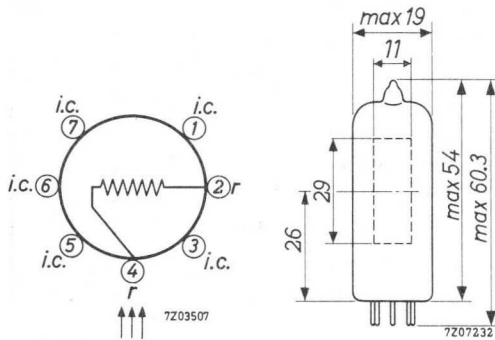 i.c.
i.c.
7
1
i.c.
6
2
r
5
3
i.c.
i.c.
4
r
7Z03507
max 19
11
29
26
max 54
max 60.3
7Z07232